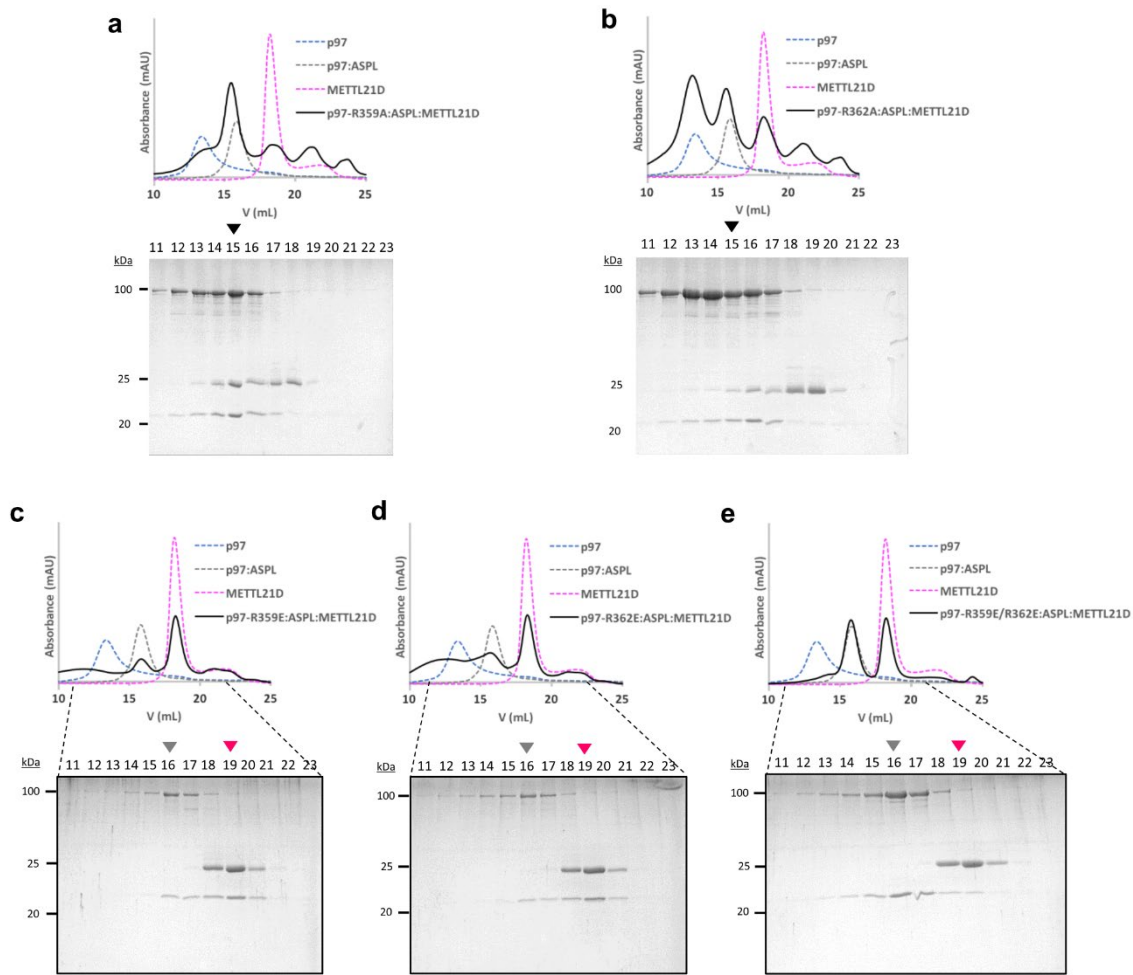 a
p97
p97:ASPL
METTL21D
p97-R359A:ASPL:METTL21D
Absorbance (mAU)
10 15 20 25
V (mL)
11 12 13 14 15 16 17 18 19 20 21 22 23
kDa
100
25
20
b
p97
p97:ASPL
METTL21D
p97-R362A:ASPL:METTL21D
Absorbance (mAU)
10 15 20 25
V (mL)
11 12 13 14 15 16 17 18 19 20 21 22 23
kDa
100
25
20
c
p97
p97:ASPL
METTL21D
p97-R359E:ASPL:METTL21D
Absorbance (mAU)
10 15 20 25
V (mL)
11 12 13 14 15 16 17 18 19 20 21 22 23
kDa
100
25
20
d
p97
p97:ASPL
METTL21D
p97-R362E:ASPL:METTL21D
Absorbance (mAU)
10 15 20 25
V (mL)
11 12 13 14 15 16 17 18 19 20 21 22 23
kDa
100
25
20
e
p97
p97:ASPL
METTL21D
p97-R359E/R362E:ASPL:METTL21D
Absorbance (mAU)
10 15 20 25
V (mL)
11 12 13 14 15 16 17 18 19 20 21 22 23
kDa
100
25
20